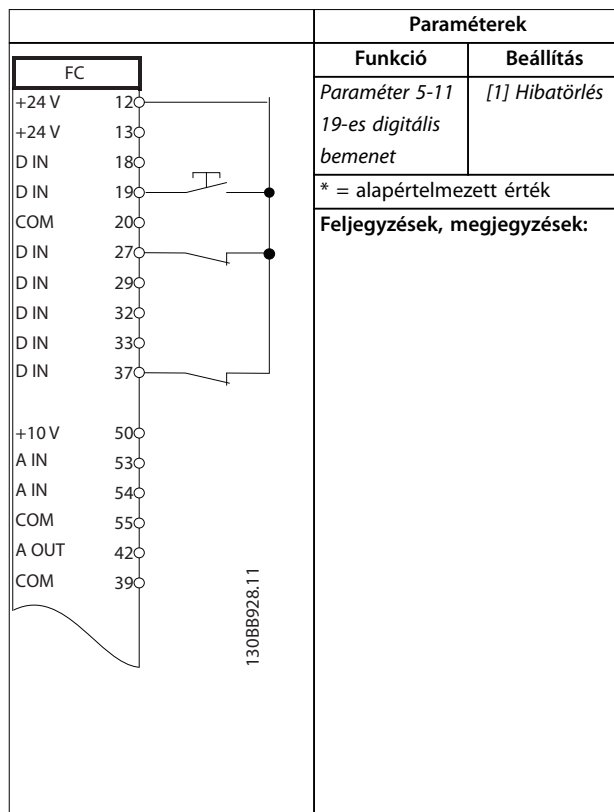 FC
+24 V 12
+24 V 13
D IN 18
D IN 19
COM 20
D IN 27
D IN 29
D IN 32
D IN 33
D IN 37
+10 V 50
A IN 53
A IN 54
COM 55
A OUT 42
COM 39
130BB928.11
Paraméterek
Funkció Beállítás
Paraméter 5-11 [1] Hibatörlés
19-es digitális
bemenet
* = alapértelmezett érték
Feljegyzések, megjegyzések: